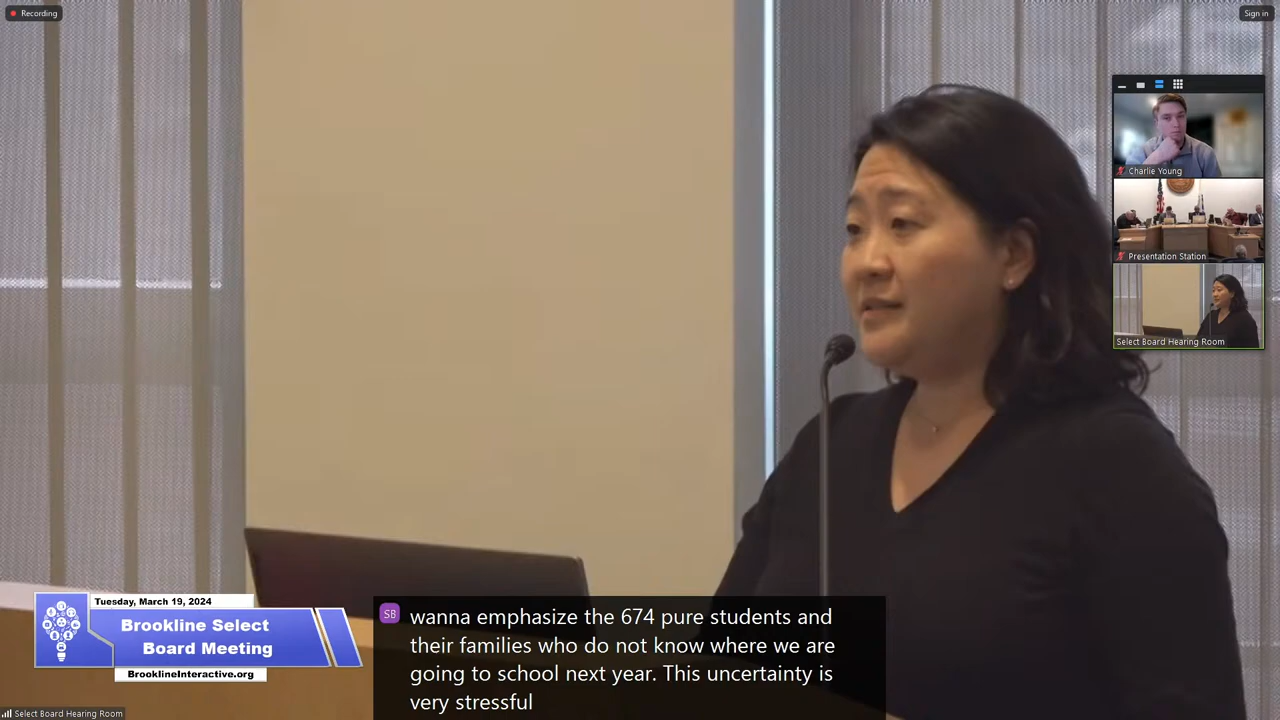 Recording
Sign in
Charlie Young
Presentation Station
Select Board Hearing Room
Tuesday, March 19, 2024
Brookline Select
Board Meeting
BrooklineInteractive.org
SB
wanna emphasize the 674 pure students and
their families who do not know where we are
going to school next year. This uncertainty is
very stressful
Select Board Hearing Room